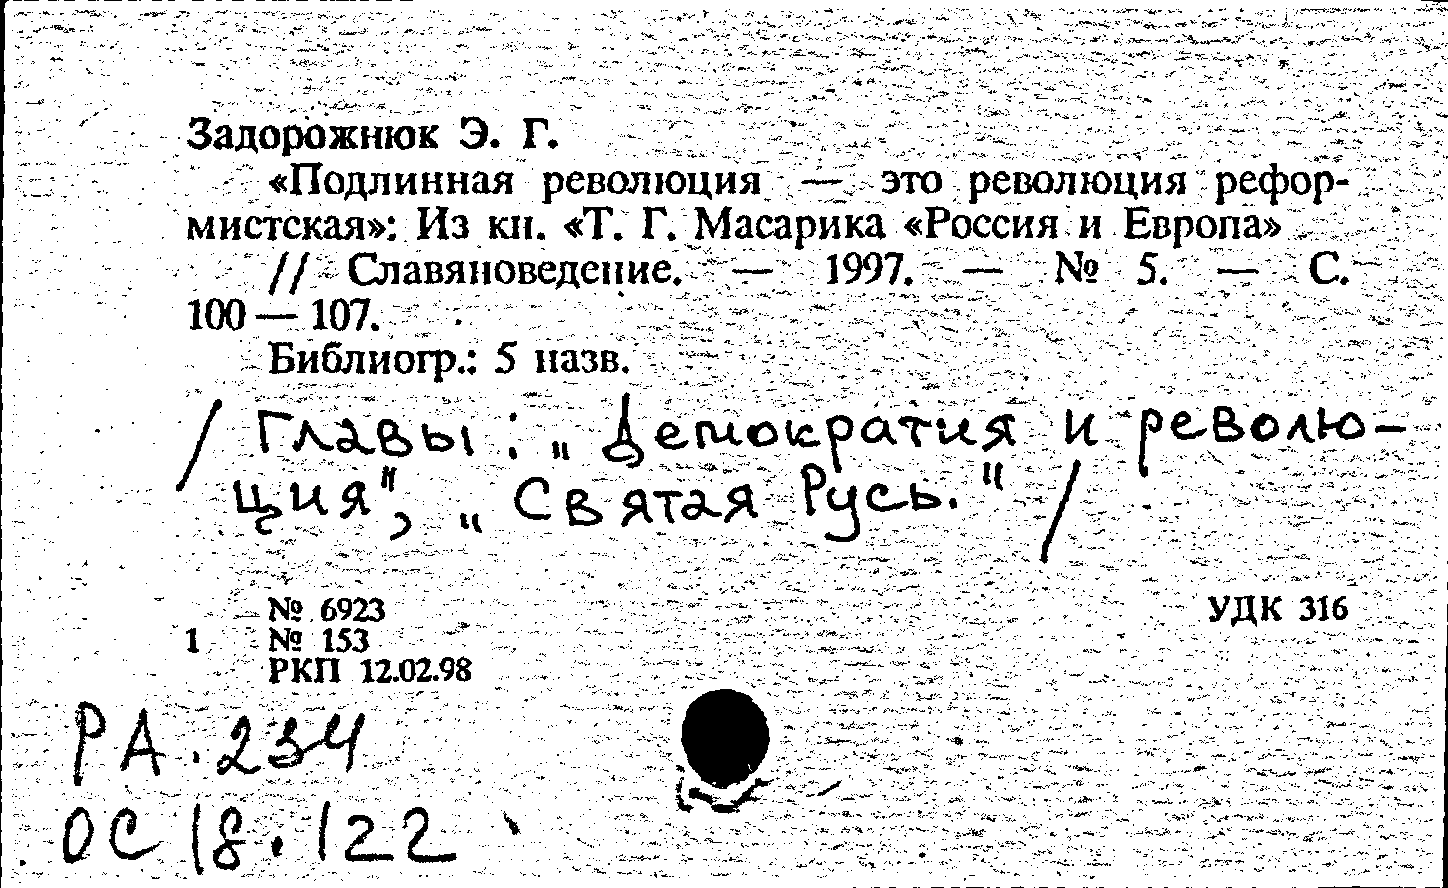 Задорожнюк Э. Г.
«Подлинная революция — это революция рефор-
мистская»: Из кн. «Т. Г. Масарика «Россия и Европа»
// Славяноведение. — 1997. — № 5. — С.
100 — 107.
Библиогр.: 5 назв.
/ Главы: „Демократия и револю-
ция", „Святая Русь." /
№ 6923
УДК 316
1 № 153
РКП 12.02.98
РА.234
ОС 18.122